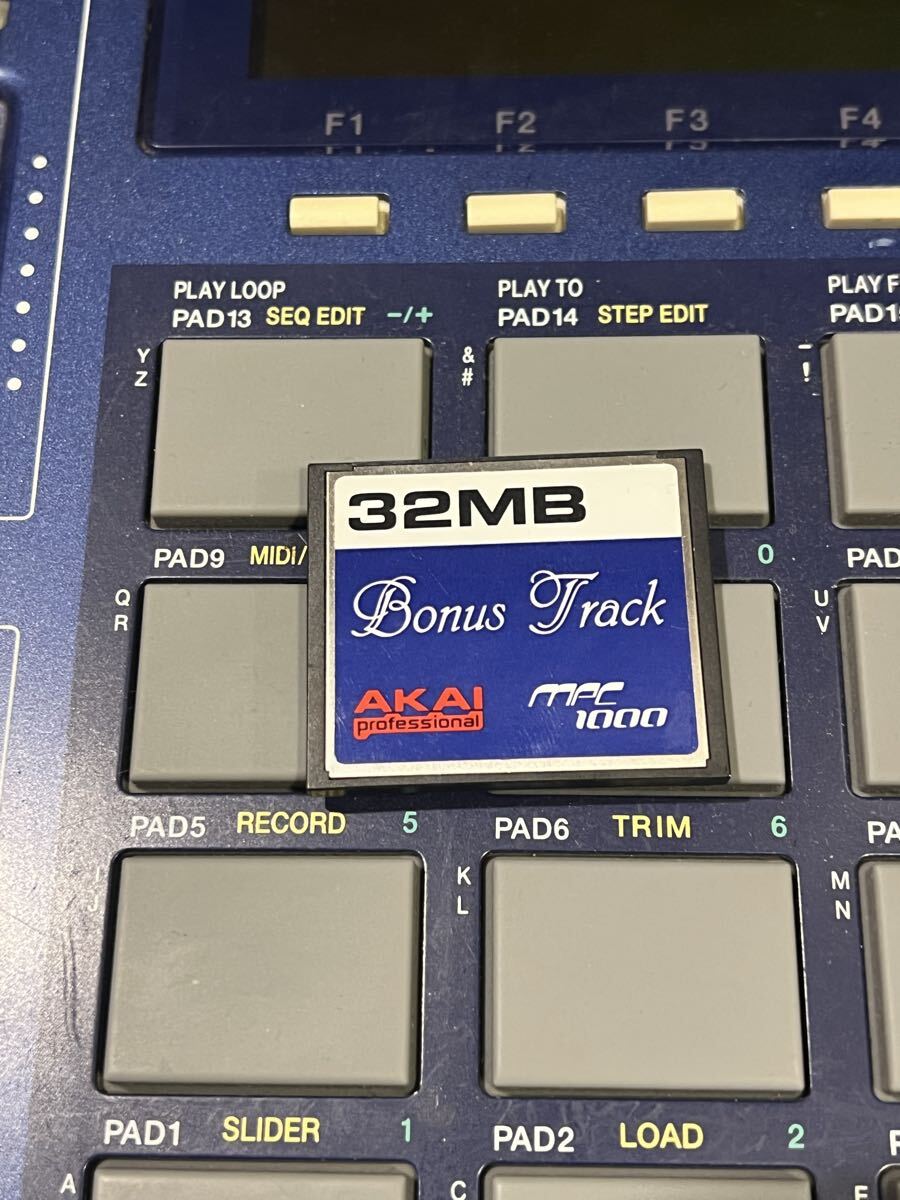 F1 F2 F3 F4
PLAY LOOP PLAY TO PLAY F
PAD13 SEQ EDIT -/+ PAD14 STEP EDIT PAD15
Y & -
Z # !
32MB
PAD9 MIDI/ 0 PAD
Q U
R V
Bonus Track
AKAI mpc
professional 1000
PAD5 RECORD 5 PAD6 TRIM 6 PA
I K M
J L N
PAD1 SLIDER 1 PAD2 LOAD 2 P
A C E